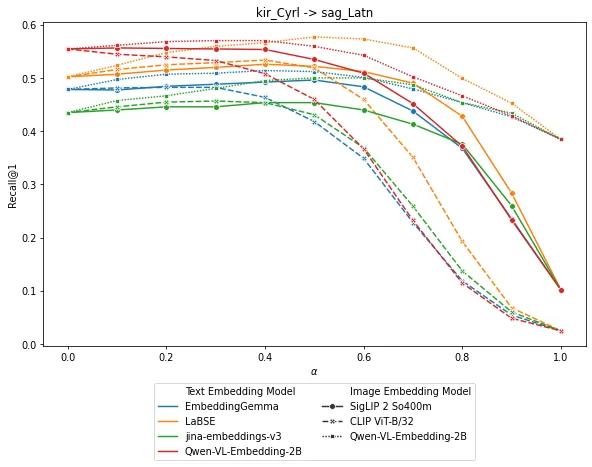 kir_Cyrl -> sag_Latn
Recall@1
0.6
0.5
0.4
0.3
0.2
0.1
0.0
0.0 0.2 0.4 0.6 0.8 1.0
α
Text Embedding Model
EmbeddingGemma
LaBSE
jina-embeddings-v3
Qwen-VL-Embedding-2B
Image Embedding Model
SigLIP 2 So400m
CLIP ViT-B/32
Qwen-VL-Embedding-2B